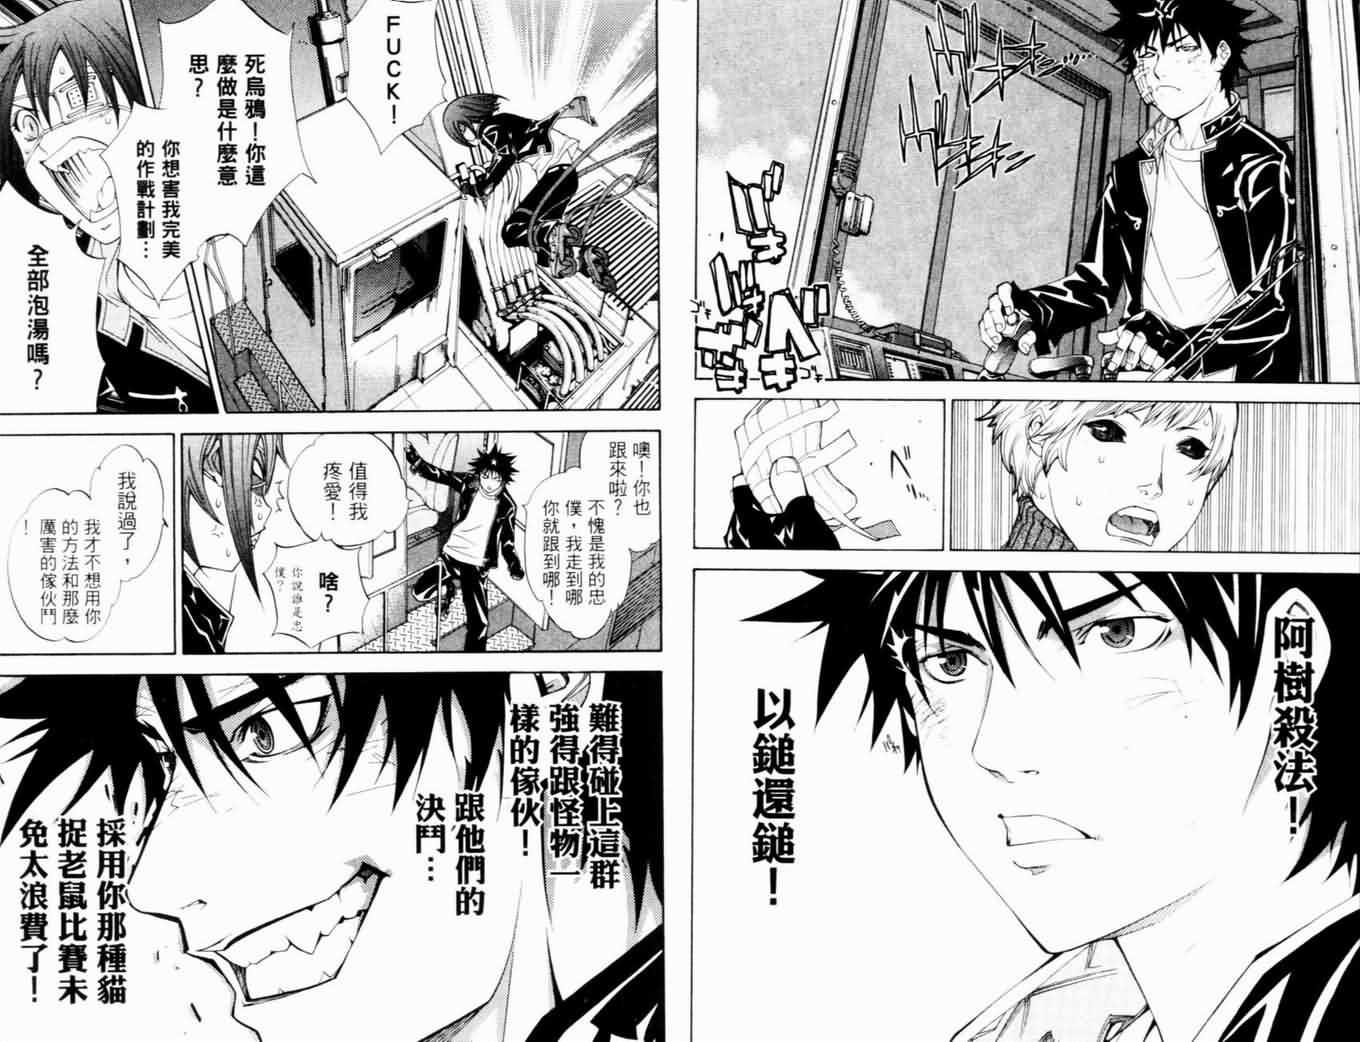 阿樹殺法！
以鎚還鎚！
FUCK！
死烏鴉！你這
麼做是什麼意
思？
你想害我完美
的作戰計劃…
全部泡湯嗎？
噢！你也
跟來啦？
不愧是我的忠
僕，我走到哪
你就跟到哪！
值得我
疼愛！
啥？
你說誰是忠
僕？
我說過了，
我才不想用你
的方法和那麼
厲害的傢伙鬥
！
難得碰上這群
強得跟怪物一
樣的傢伙！
跟他們的
決鬥…
採用你那種貓
捉老鼠比賽未
免太浪費了！